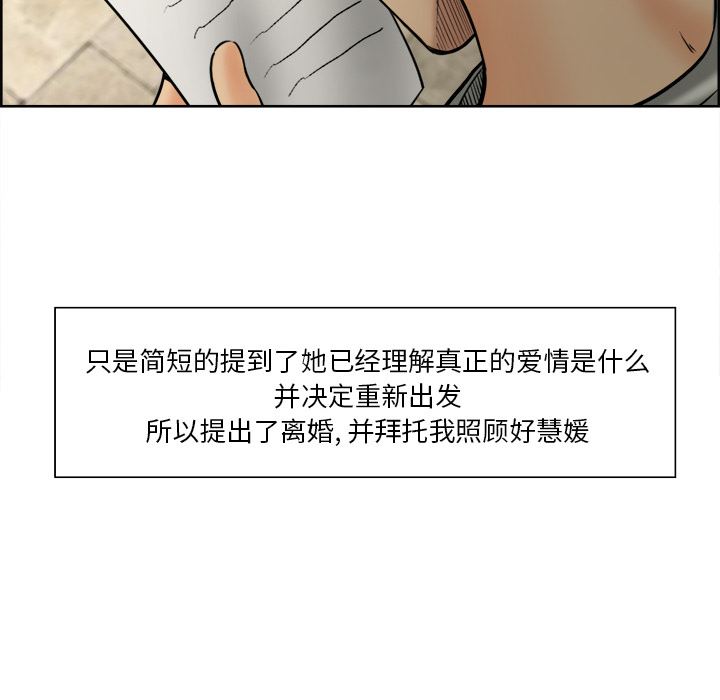 只是简短的提到了她已经理解真正的爱情是什么
并决定重新出发
所以提出了离婚, 并拜托我照顾好慧媛